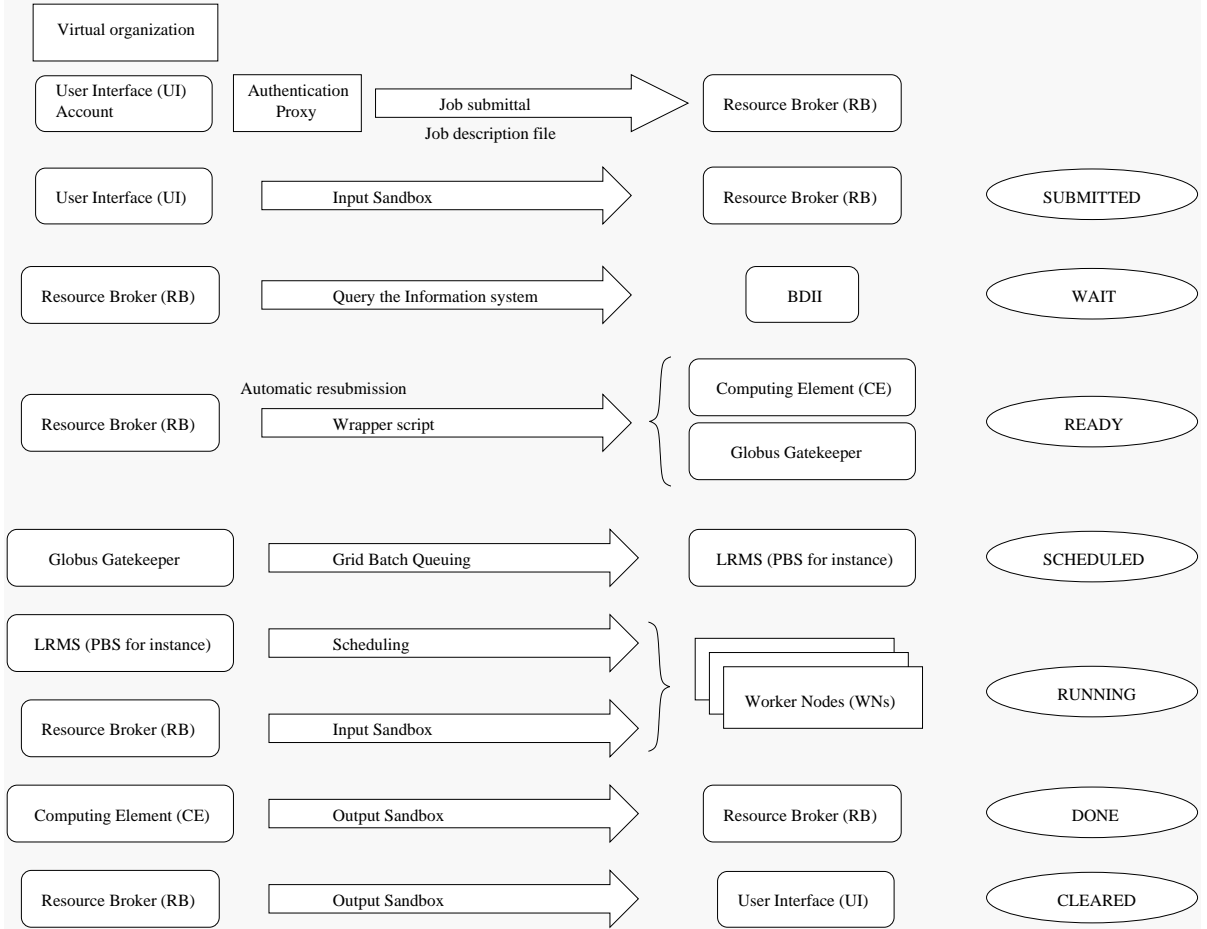 Virtual organization
User Interface (UI)
Account
Authentication
Proxy
Job submittal
Job description file
Resource Broker (RB)
User Interface (UI)
Input Sandbox
Resource Broker (RB)
SUBMITTED
Resource Broker (RB)
Query the Information system
BDII
WAIT
Automatic resubmission
Resource Broker (RB)
Wrapper script
Computing Element (CE)
Globus Gatekeeper
READY
Globus Gatekeeper
Grid Batch Queuing
LRMS (PBS for instance)
SCHEDULED
LRMS (PBS for instance)
Scheduling
Worker Nodes (WNs)
RUNNING
Resource Broker (RB)
Input Sandbox
Computing Element (CE)
Output Sandbox
Resource Broker (RB)
DONE
Resource Broker (RB)
Output Sandbox
User Interface (UI)
CLEARED